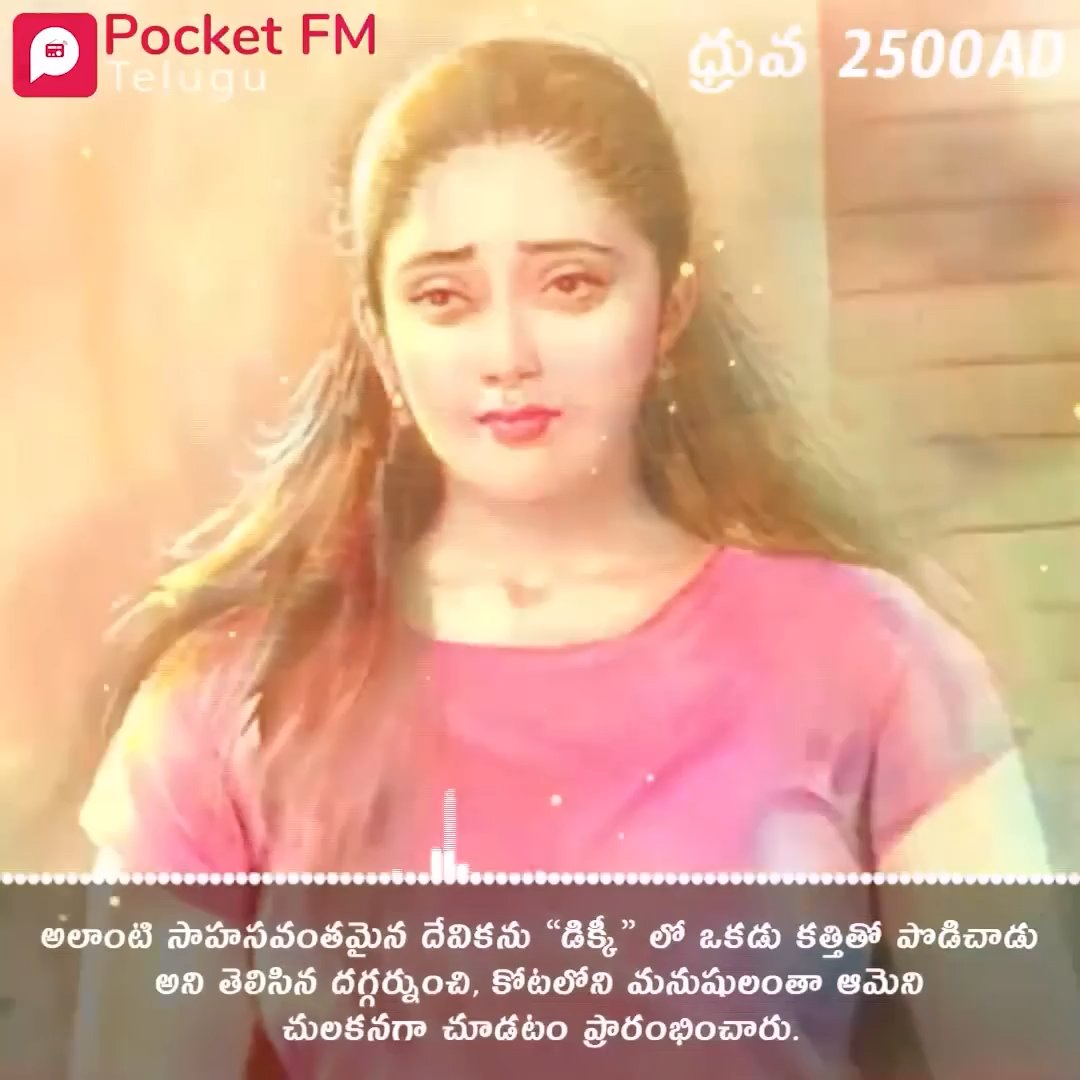 Pocket FM
Telugu
ధ్రువ 2500AD
అలాంటి సాహసవంతమైన దేవికను “డిక్కీ” లో ఒకడు కత్తితో పొడిచాడు
అని తెలిసిన దగ్గర్నుంచి, కోటలోని మనుషులంతా ఆమెని
చులకనగా చూడటం ప్రారంభించారు.